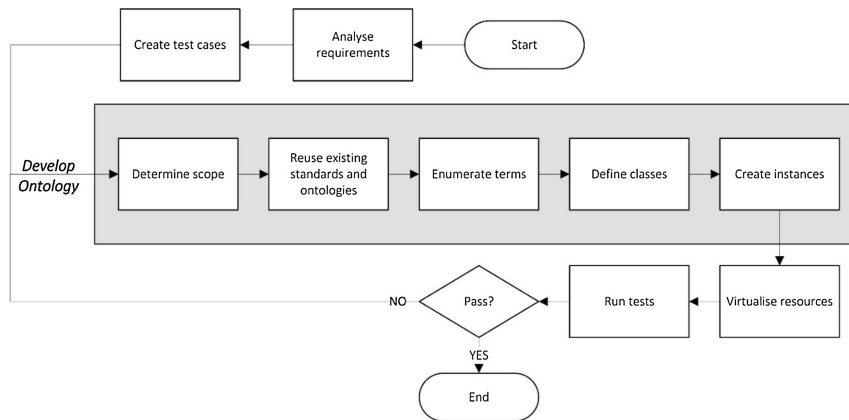 Create test cases
Analyse
requirements
Start
Develop
Ontology
Determine scope
Reuse existing
standards and
ontologies
Enumerate terms
Define classes
Create instances
NO
Pass?
Run tests
Virtualise resources
YES
End